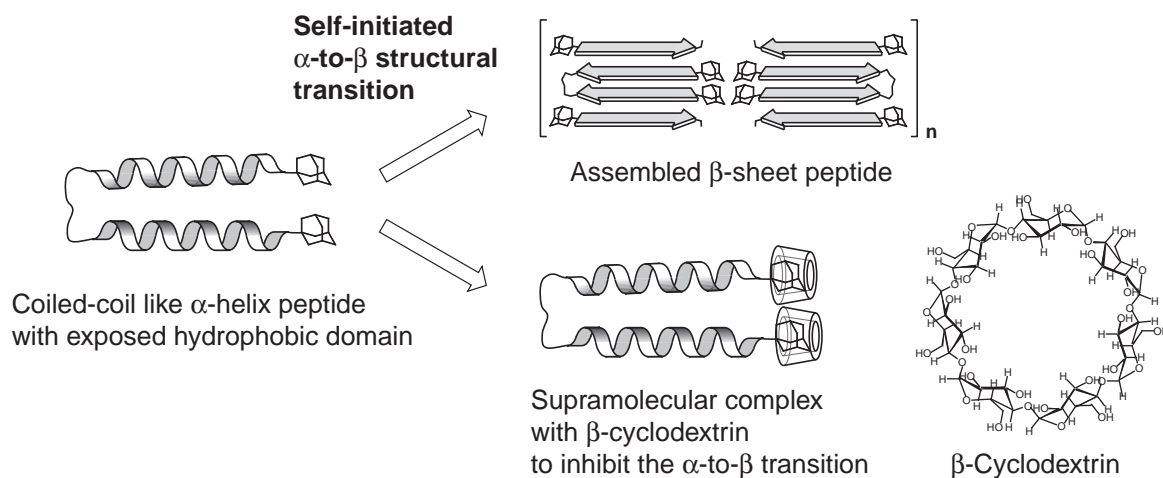 Self-initiated
α-to-β structural
transition
n
Assembled β-sheet peptide
Coiled-coil like α-helix peptide
with exposed hydrophobic domain
Supramolecular complex
with β-cyclodextrin
to inhibit the α-to-β transition
β-Cyclodextrin